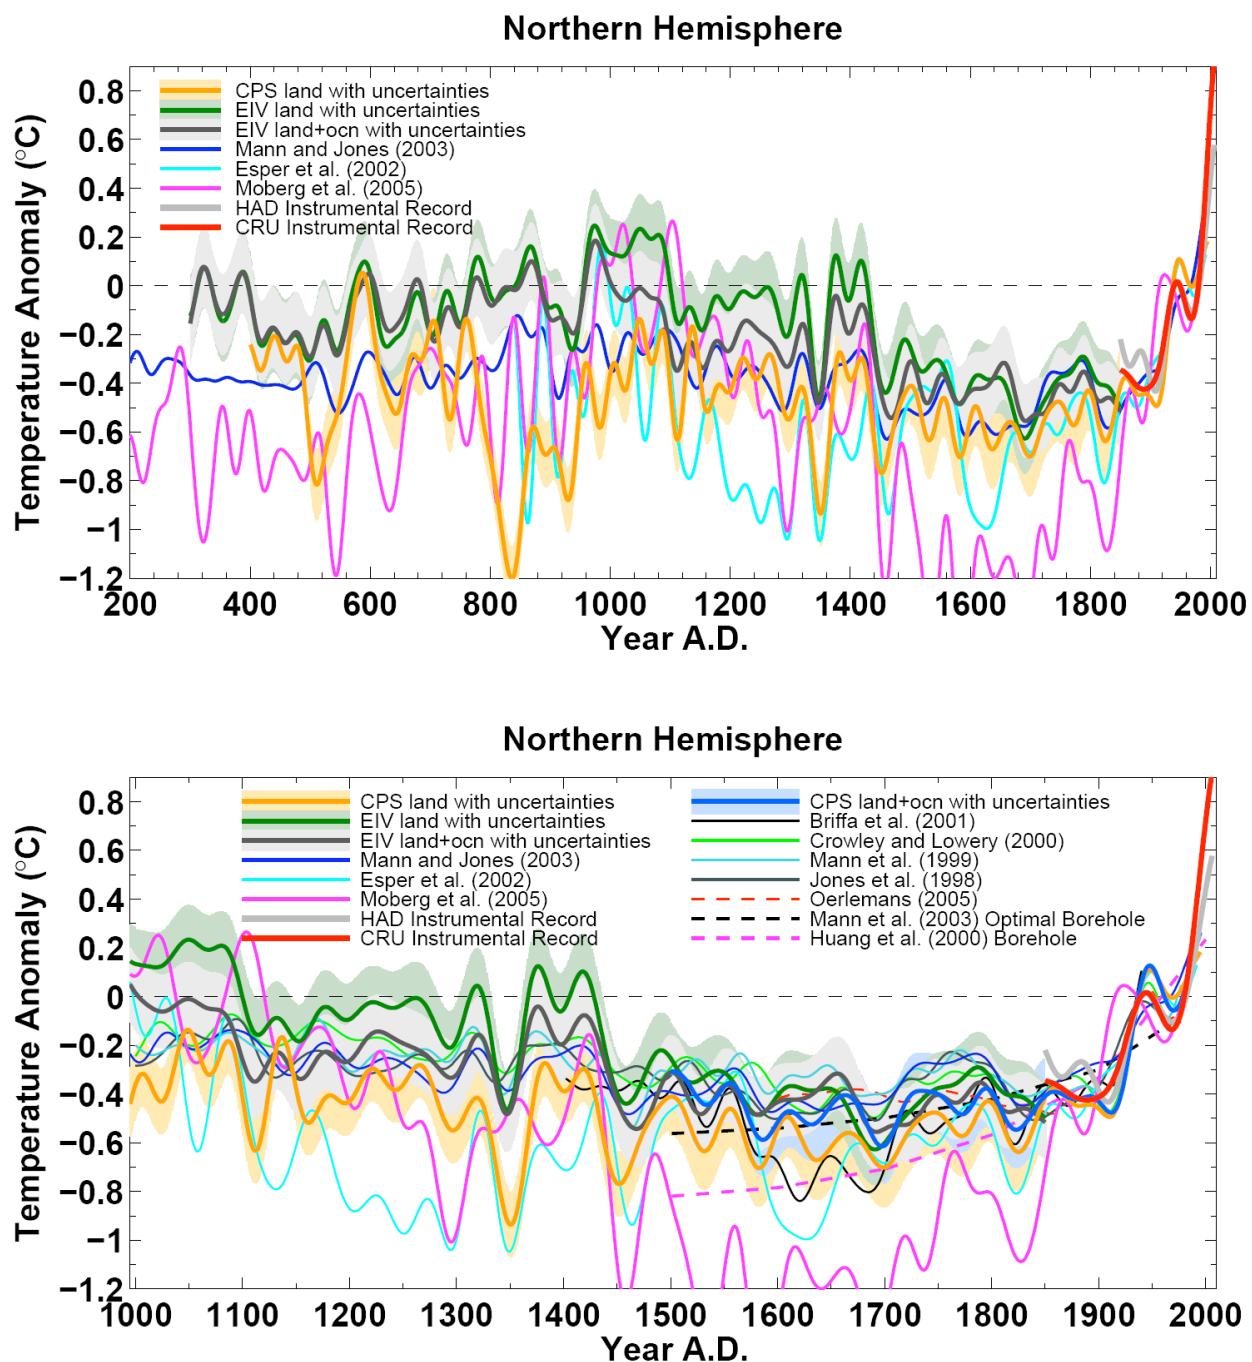 Northern Hemisphere
Temperature Anomaly (°C)
0.8
0.6
0.4
0.2
0
−0.2
−0.4
−0.6
−0.8
−1
−1.2
CPS land with uncertainties
EIV land with uncertainties
EIV land+ocn with uncertainties
Mann and Jones (2003)
Esper et al. (2002)
Moberg et al. (2005)
HAD Instrumental Record
CRU Instrumental Record
200 400 600 800 1000 1200 1400 1600 1800 2000
Year A.D.
Northern Hemisphere
Temperature Anomaly (°C)
0.8
0.6
0.4
0.2
0
−0.2
−0.4
−0.6
−0.8
−1
−1.2
CPS land with uncertainties
EIV land with uncertainties
EIV land+ocn with uncertainties
Mann and Jones (2003)
Esper et al. (2002)
Moberg et al. (2005)
HAD Instrumental Record
CRU Instrumental Record
CPS land+ocn with uncertainties
Briffa et al. (2001)
Crowley and Lowery (2000)
Mann et al. (1999)
Jones et al. (1998)
Oerlemans (2005)
Mann et al. (2003) Optimal Borehole
Huang et al. (2000) Borehole
1000 1100 1200 1300 1400 1500 1600 1700 1800 1900 2000
Year A.D.